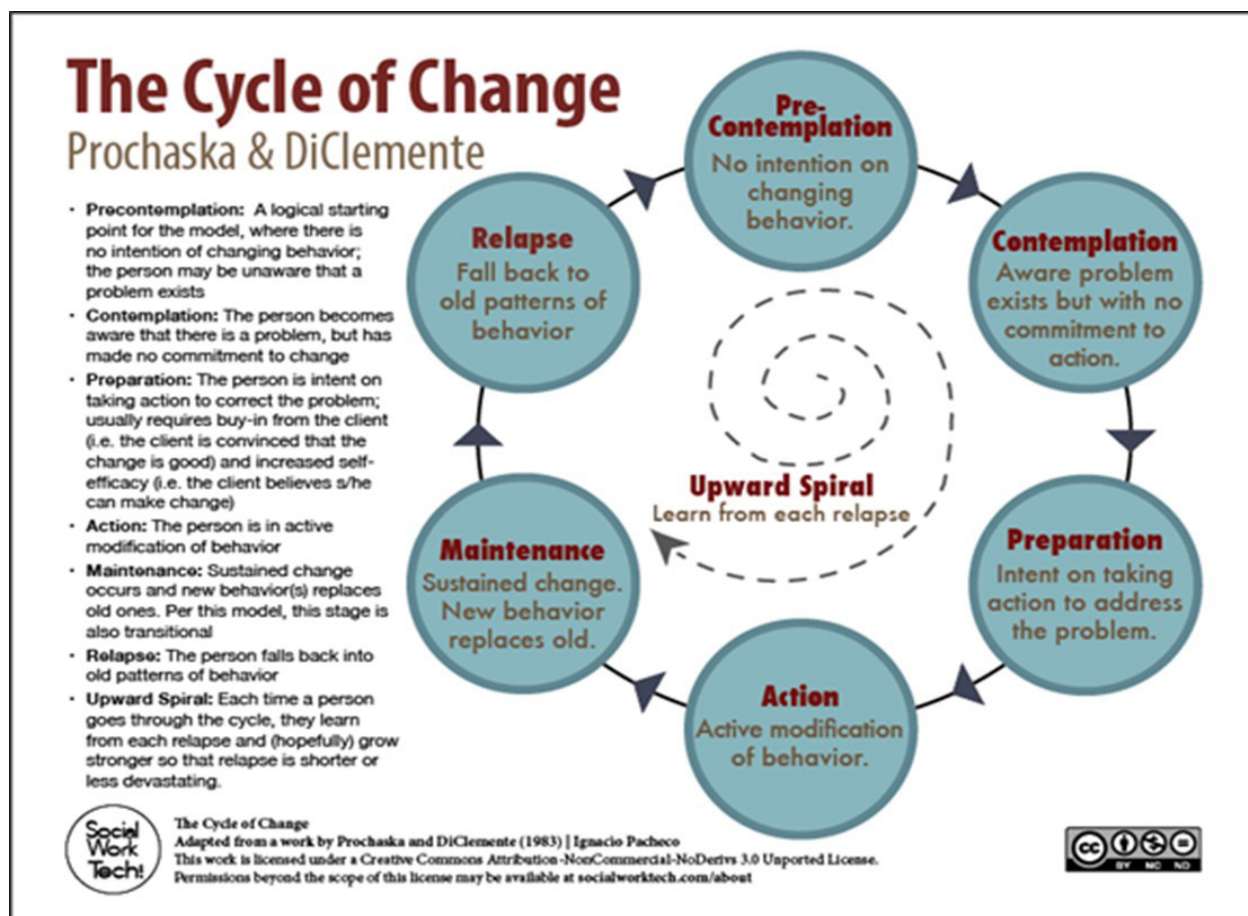 The Cycle of Change
Prochaska & DiClemente
• Precontemplation: A logical starting
point for the model, where there is
no intention of changing behavior;
the person may be unaware that a
problem exists
• Contemplation: The person becomes
aware that there is a problem, but has
made no commitment to change
• Preparation: The person is intent on
taking action to correct the problem;
usually requires buy-in from the client
(i.e. the client is convinced that the
change is good) and increased self-
efficacy (i.e. the client believes s/he
can make change)
• Action: The person is in active
modification of behavior
• Maintenance: Sustained change
occurs and new behavior(s) replaces
old ones. Per this model, this stage is
also transitional
• Relapse: The person falls back into
old patterns of behavior
• Upward Spiral: Each time a person
goes through the cycle, they learn
from each relapse and (hopefully) grow
stronger so that relapse is shorter or
less devastating.
Pre-
Contemplation
No intention on
changing
behavior.
Contemplation
Aware problem
exists but with no
commitment to
action.
Preparation
Intent on taking
action to address
the problem.
Action
Active modification
of behavior.
Maintenance
Sustained change.
New behavior
replaces old.
Relapse
Fall back to
old patterns of
behavior
Upward Spiral
Learn from each relapse
Social
Work
Tech!
The Cycle of Change
Adapted from a work by Prochaska and DiClemente (1983) | Ignacio Pacheco
This work is licensed under a Creative Commons Attribution-NonCommercial-NoDerivs 3.0 Unported License.
Permissions beyond the scope of this license may be available at socialworktech.com/about
cc
BY NC ND